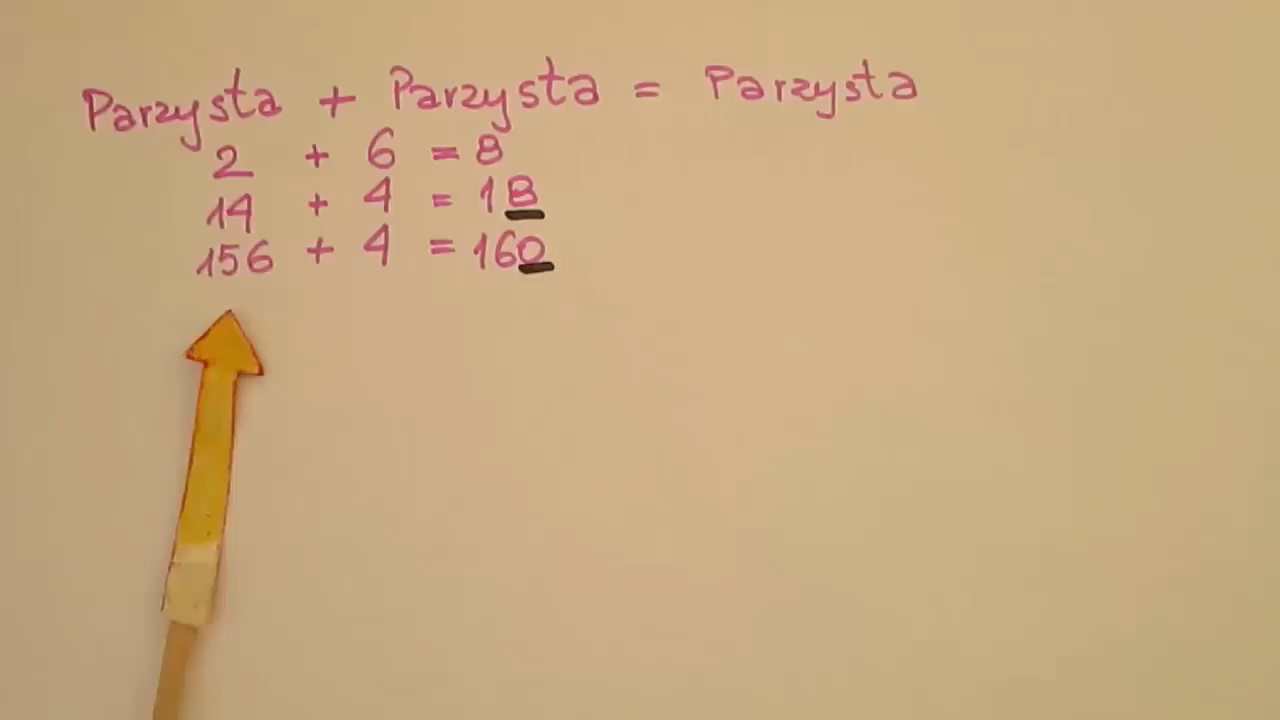 Parzysta + Parzysta = Parzysta
2 + 6 = 8
14 + 4 = 18
156 + 4 = 160